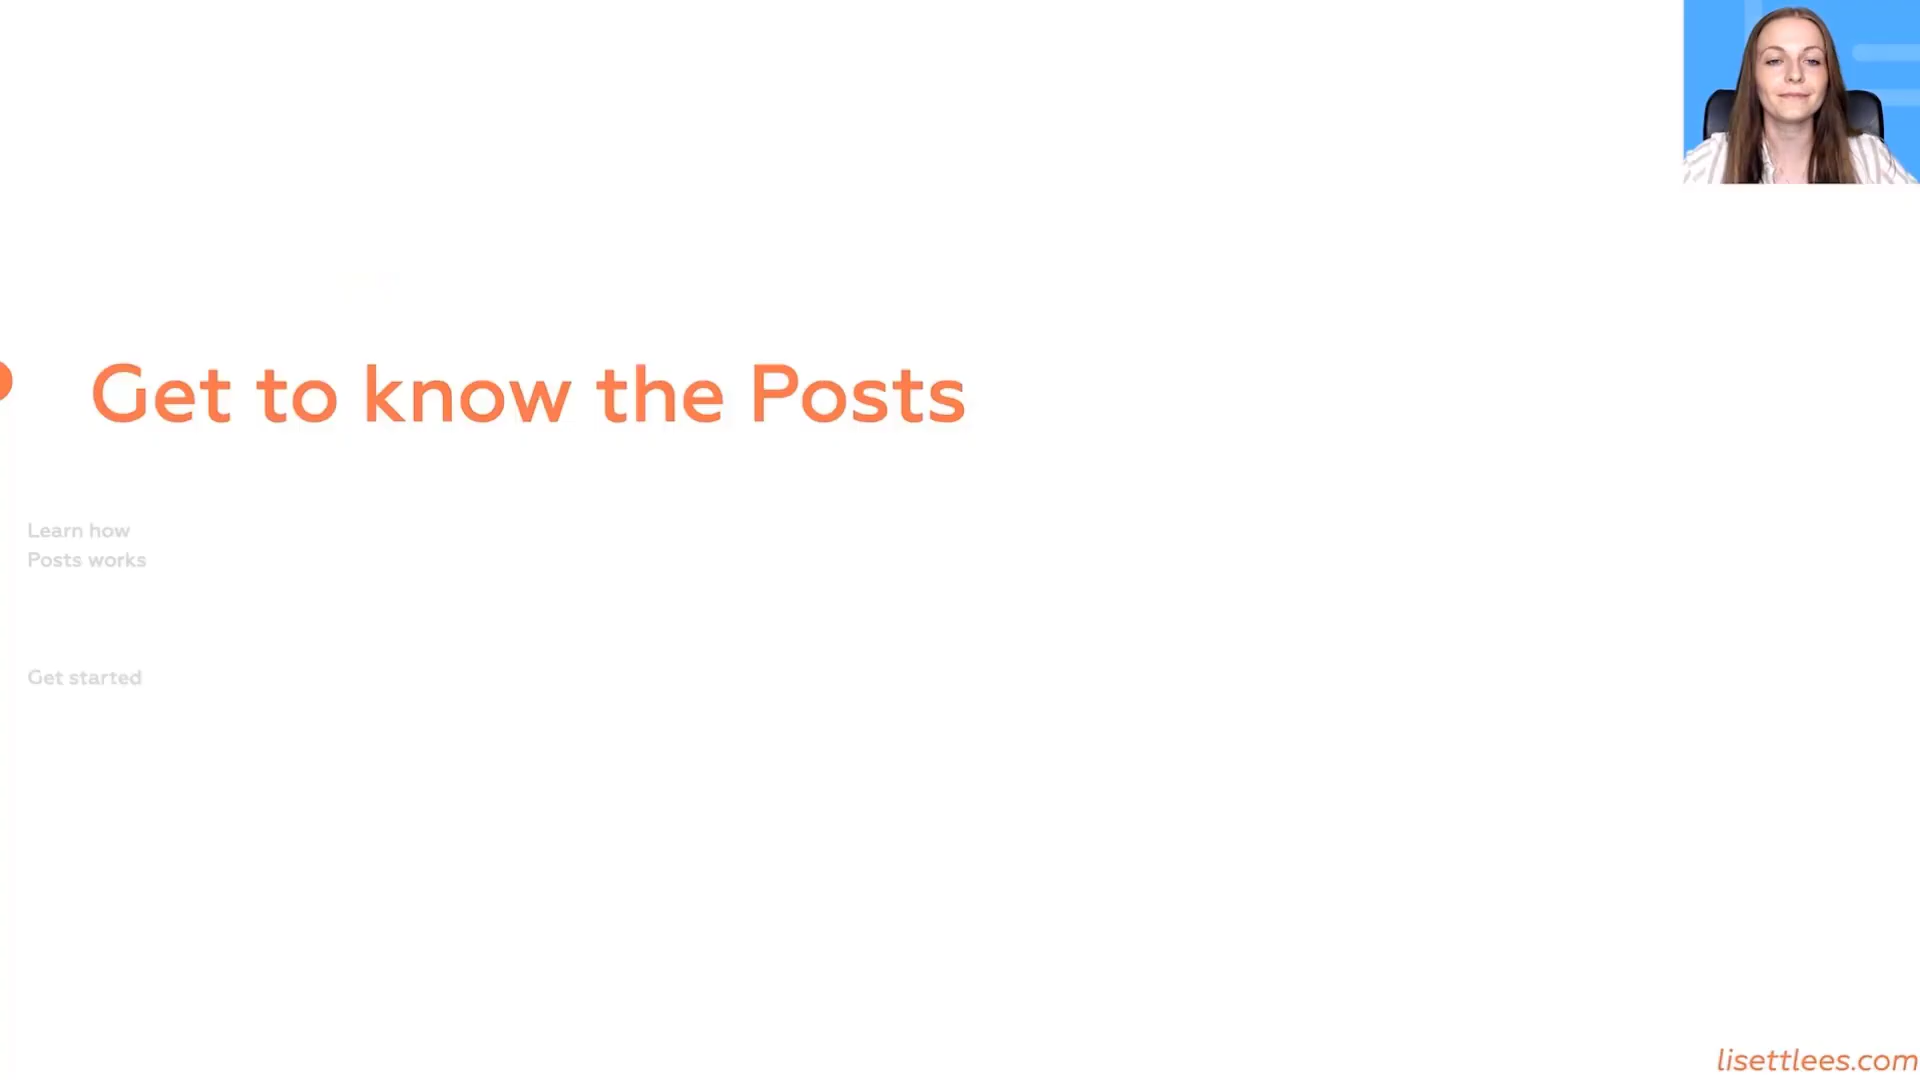 Get to know the Posts
Learn how
Posts works
Get started
lisettlees.com